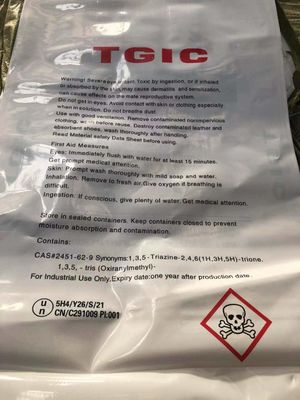 TGIC
Warning! Severe eye irritant. Toxic by ingestion, or if inhaled
or absorbed by the skin, may cause dermatitis and sensitization,
can cause effects on the male reproductive system.
Do not get in eyes. Avoid contact with skin or clothing especially
when in solution. Do not breathe dust.
Use with good ventilation. Remove contaminated nonpervious
clothing, wash before reuse. Destroy contaminated leather and
absorbent shoes, wash thoroughly after handling.
Read Material safety Data Sheet before using.
First Aid Measures
Eyes: Immediately flush with water for at least 15 minutes.
Get prompt medical attention.
Skin: Prompt wash thoroughly with mild soap and water.
Inhalation: Remove to fresh air. Give oxygen if breathing is
difficult.
Ingestion: If conscious, give plenty of water. Get medical attention.
Store in sealed containers. Keep containers closed to prevent
moisture absorption and contamination.
Contains:
CAS#2451-62-9 Synonyms:1,3,5-Triazine-2,4,6(1H,3H,5H)-trione,
1,3,5, - tris (Oxiranylmethyl)-
For Industrial Use Only. Expiry date:one year after production date.
u
n
5H4/Y26/S/21
CN/C291009 PI:001